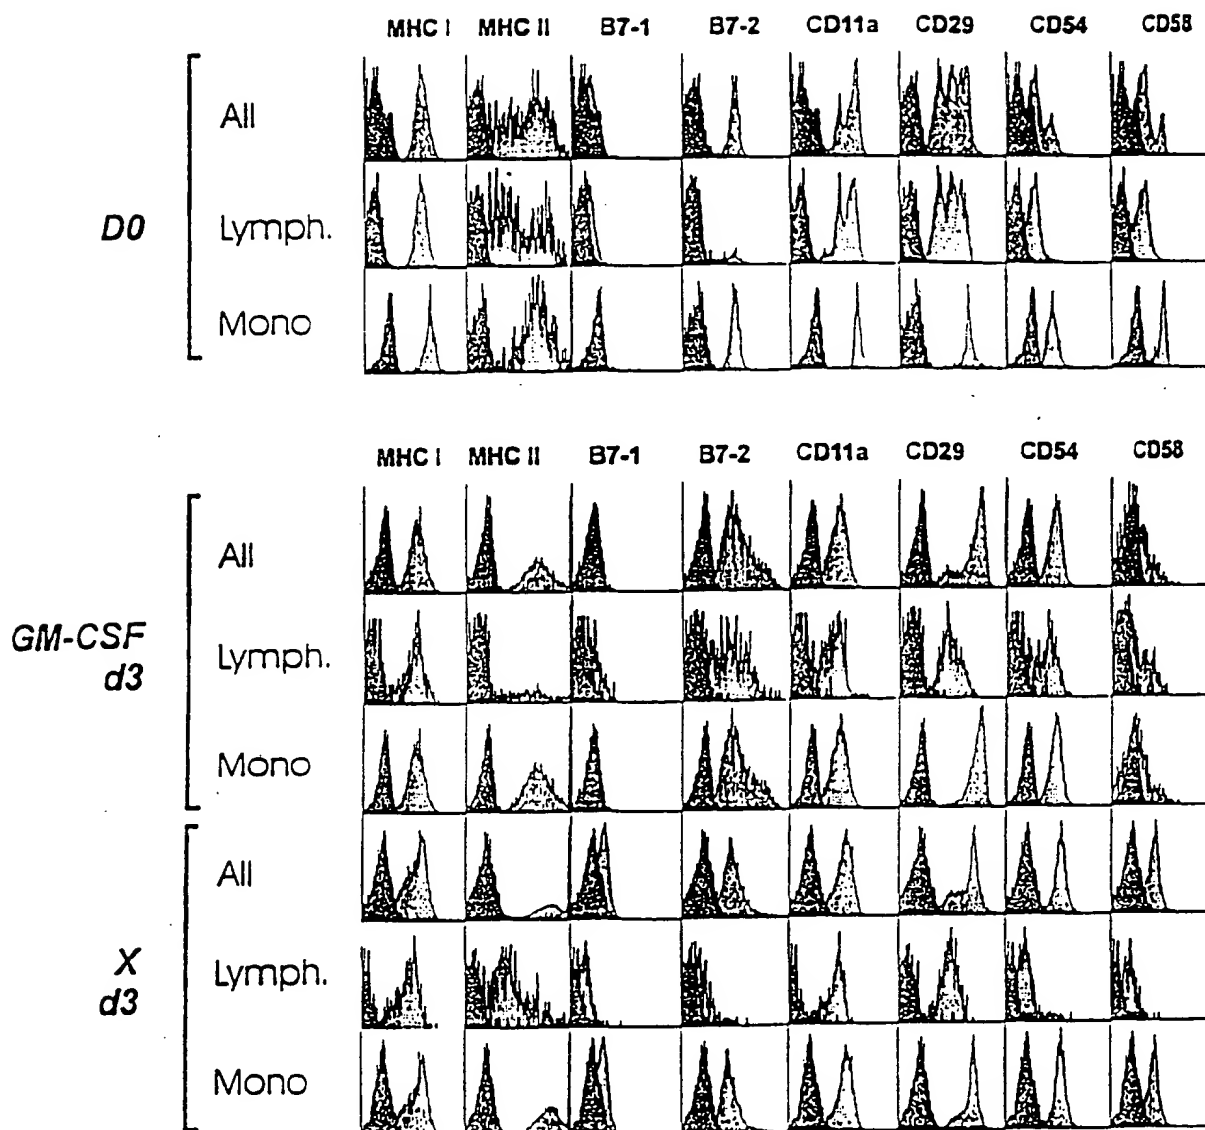 MHC I MHC II B7-1 B7-2 CD11a CD29 CD54 CD58
All
D0 Lymph.
Mono
MHC I MHC II B7-1 B7-2 CD11a CD29 CD54 CD58
All
GM-CSF
d3
Lymph.
Mono
All
X
d3
Lymph.
Mono